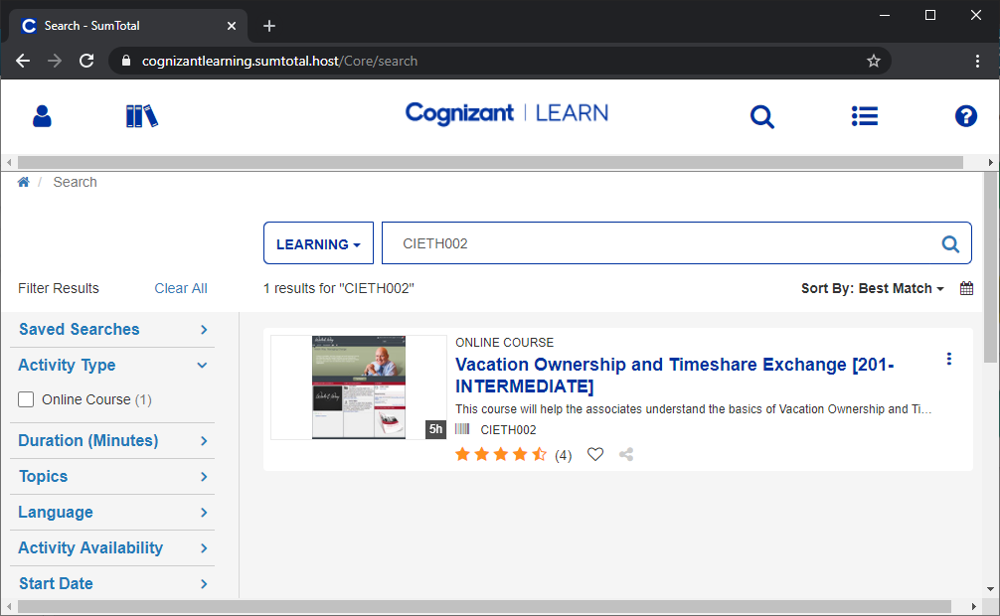 Search - SumTotal
cognizantlearning.sumtotal.host/Core/search
Cognizant | LEARN
/ Search
LEARNING
CIETH002
Filter Results
Clear All
1 results for "CIETH002"
Sort By: Best Match
Saved Searches
Activity Type
Online Course (1)
Duration (Minutes)
Topics
Language
Activity Availability
Start Date
5h
ONLINE COURSE
Vacation Ownership and Timeshare Exchange [201-
INTERMEDIATE]
This course will help the associates understand the basics of Vacation Ownership and Ti...
CIETH002
(4)